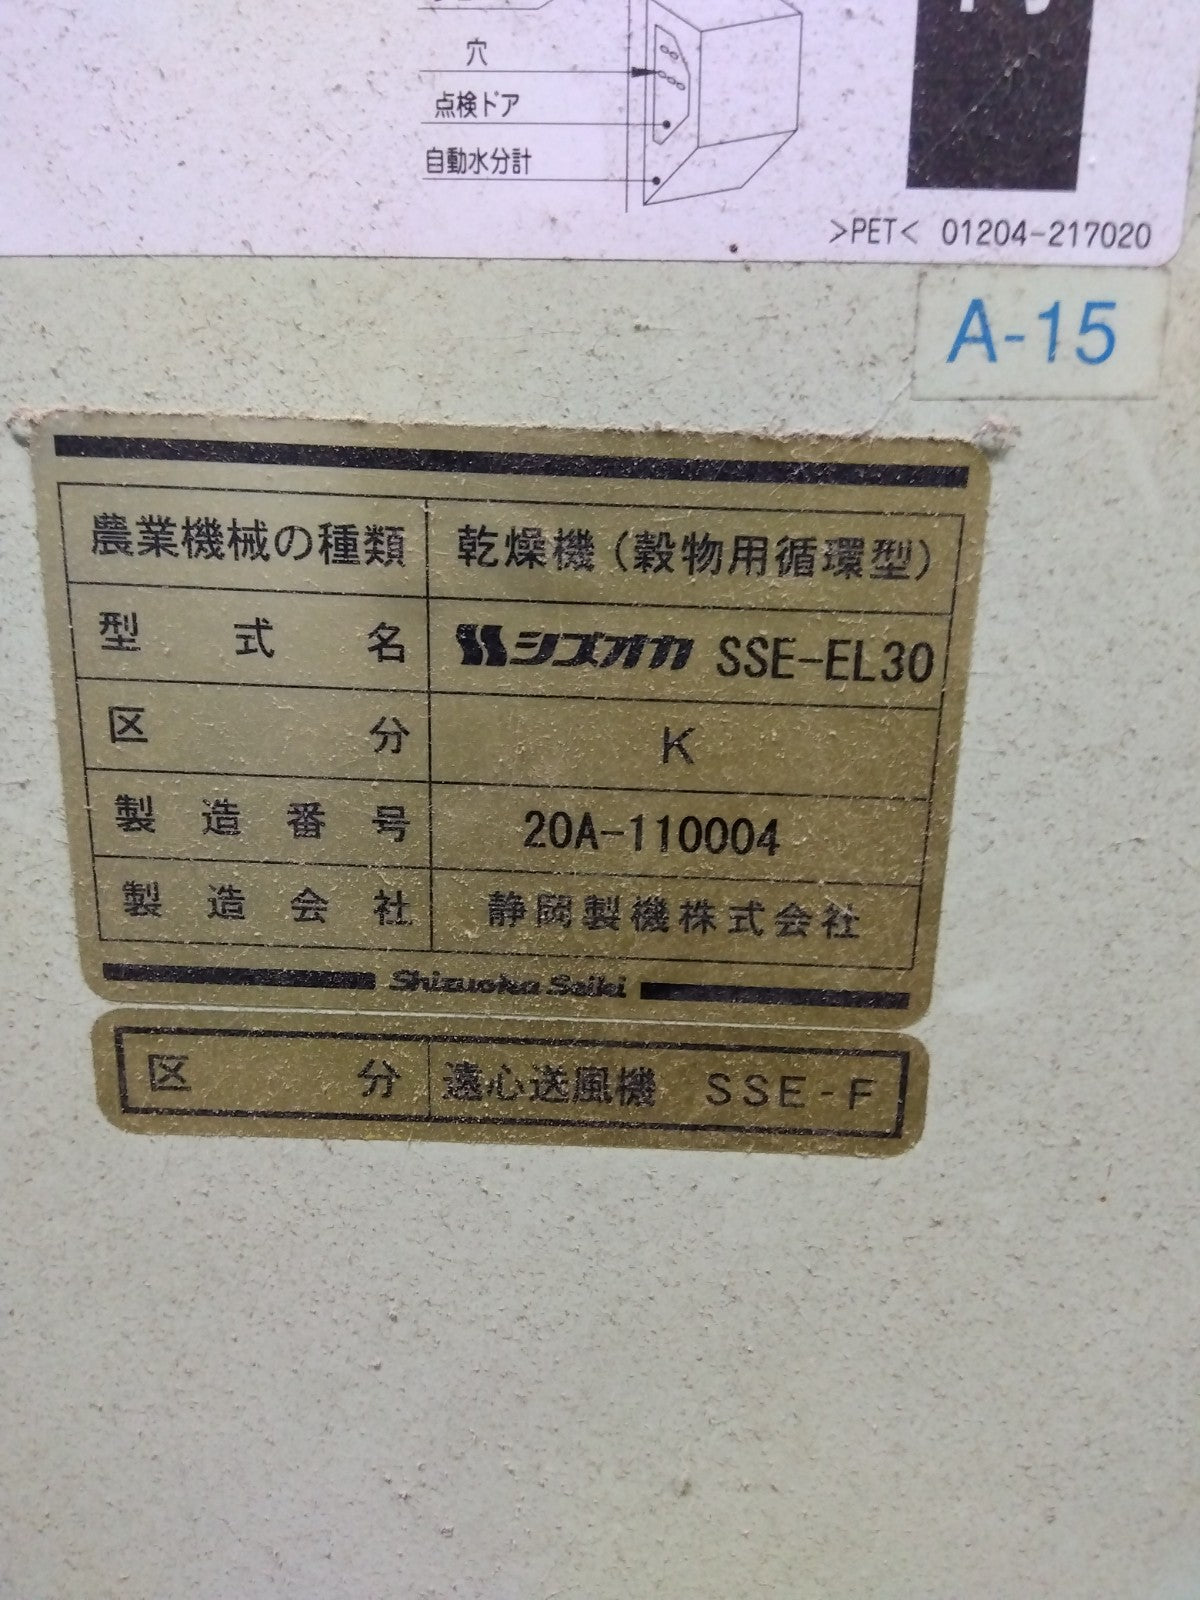 穴
点検ドア
自動水分計
>PET< 01204-217020
A-15
農業機械の種類 乾燥機(穀物用循環型)
型式名 シズオカ SSE-EL30
区分 K
製造番号 20A-110004
製造会社 静岡製機株式会社
Shizuoka Seiki
区分 遠心送風機 SSE-F